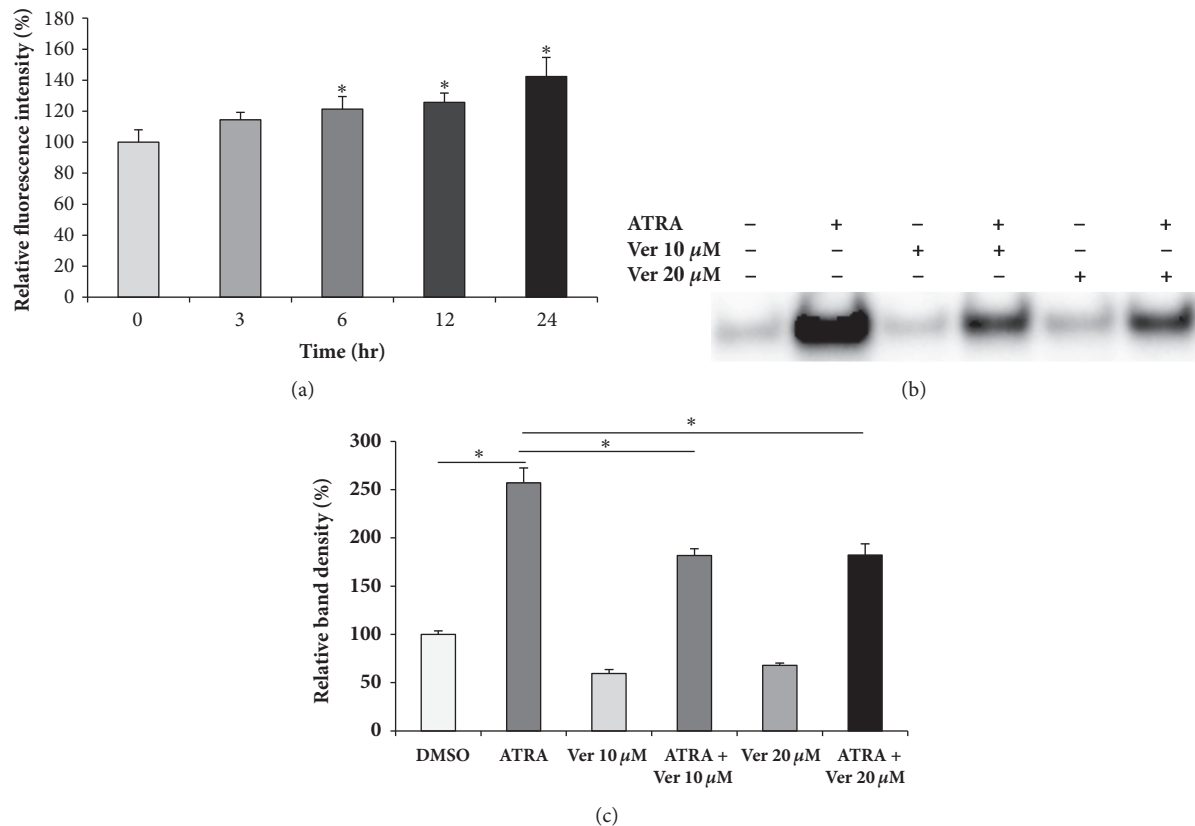 180
160
140
120
100
80
60
40
20
0
Relative fluorescence intensity (%)
* * *
0 3 6 12 24
Time (hr)
(a)
ATRA – + – + – +
Ver 10 μM – – + + – –
Ver 20 μM – – – – + +
(b)
300
250
200
150
100
50
0
Relative band density (%)
*
*
*
DMSO ATRA Ver 10 μM ATRA + Ver 20 μM ATRA +
Ver 10 μM Ver 20 μM
(c)